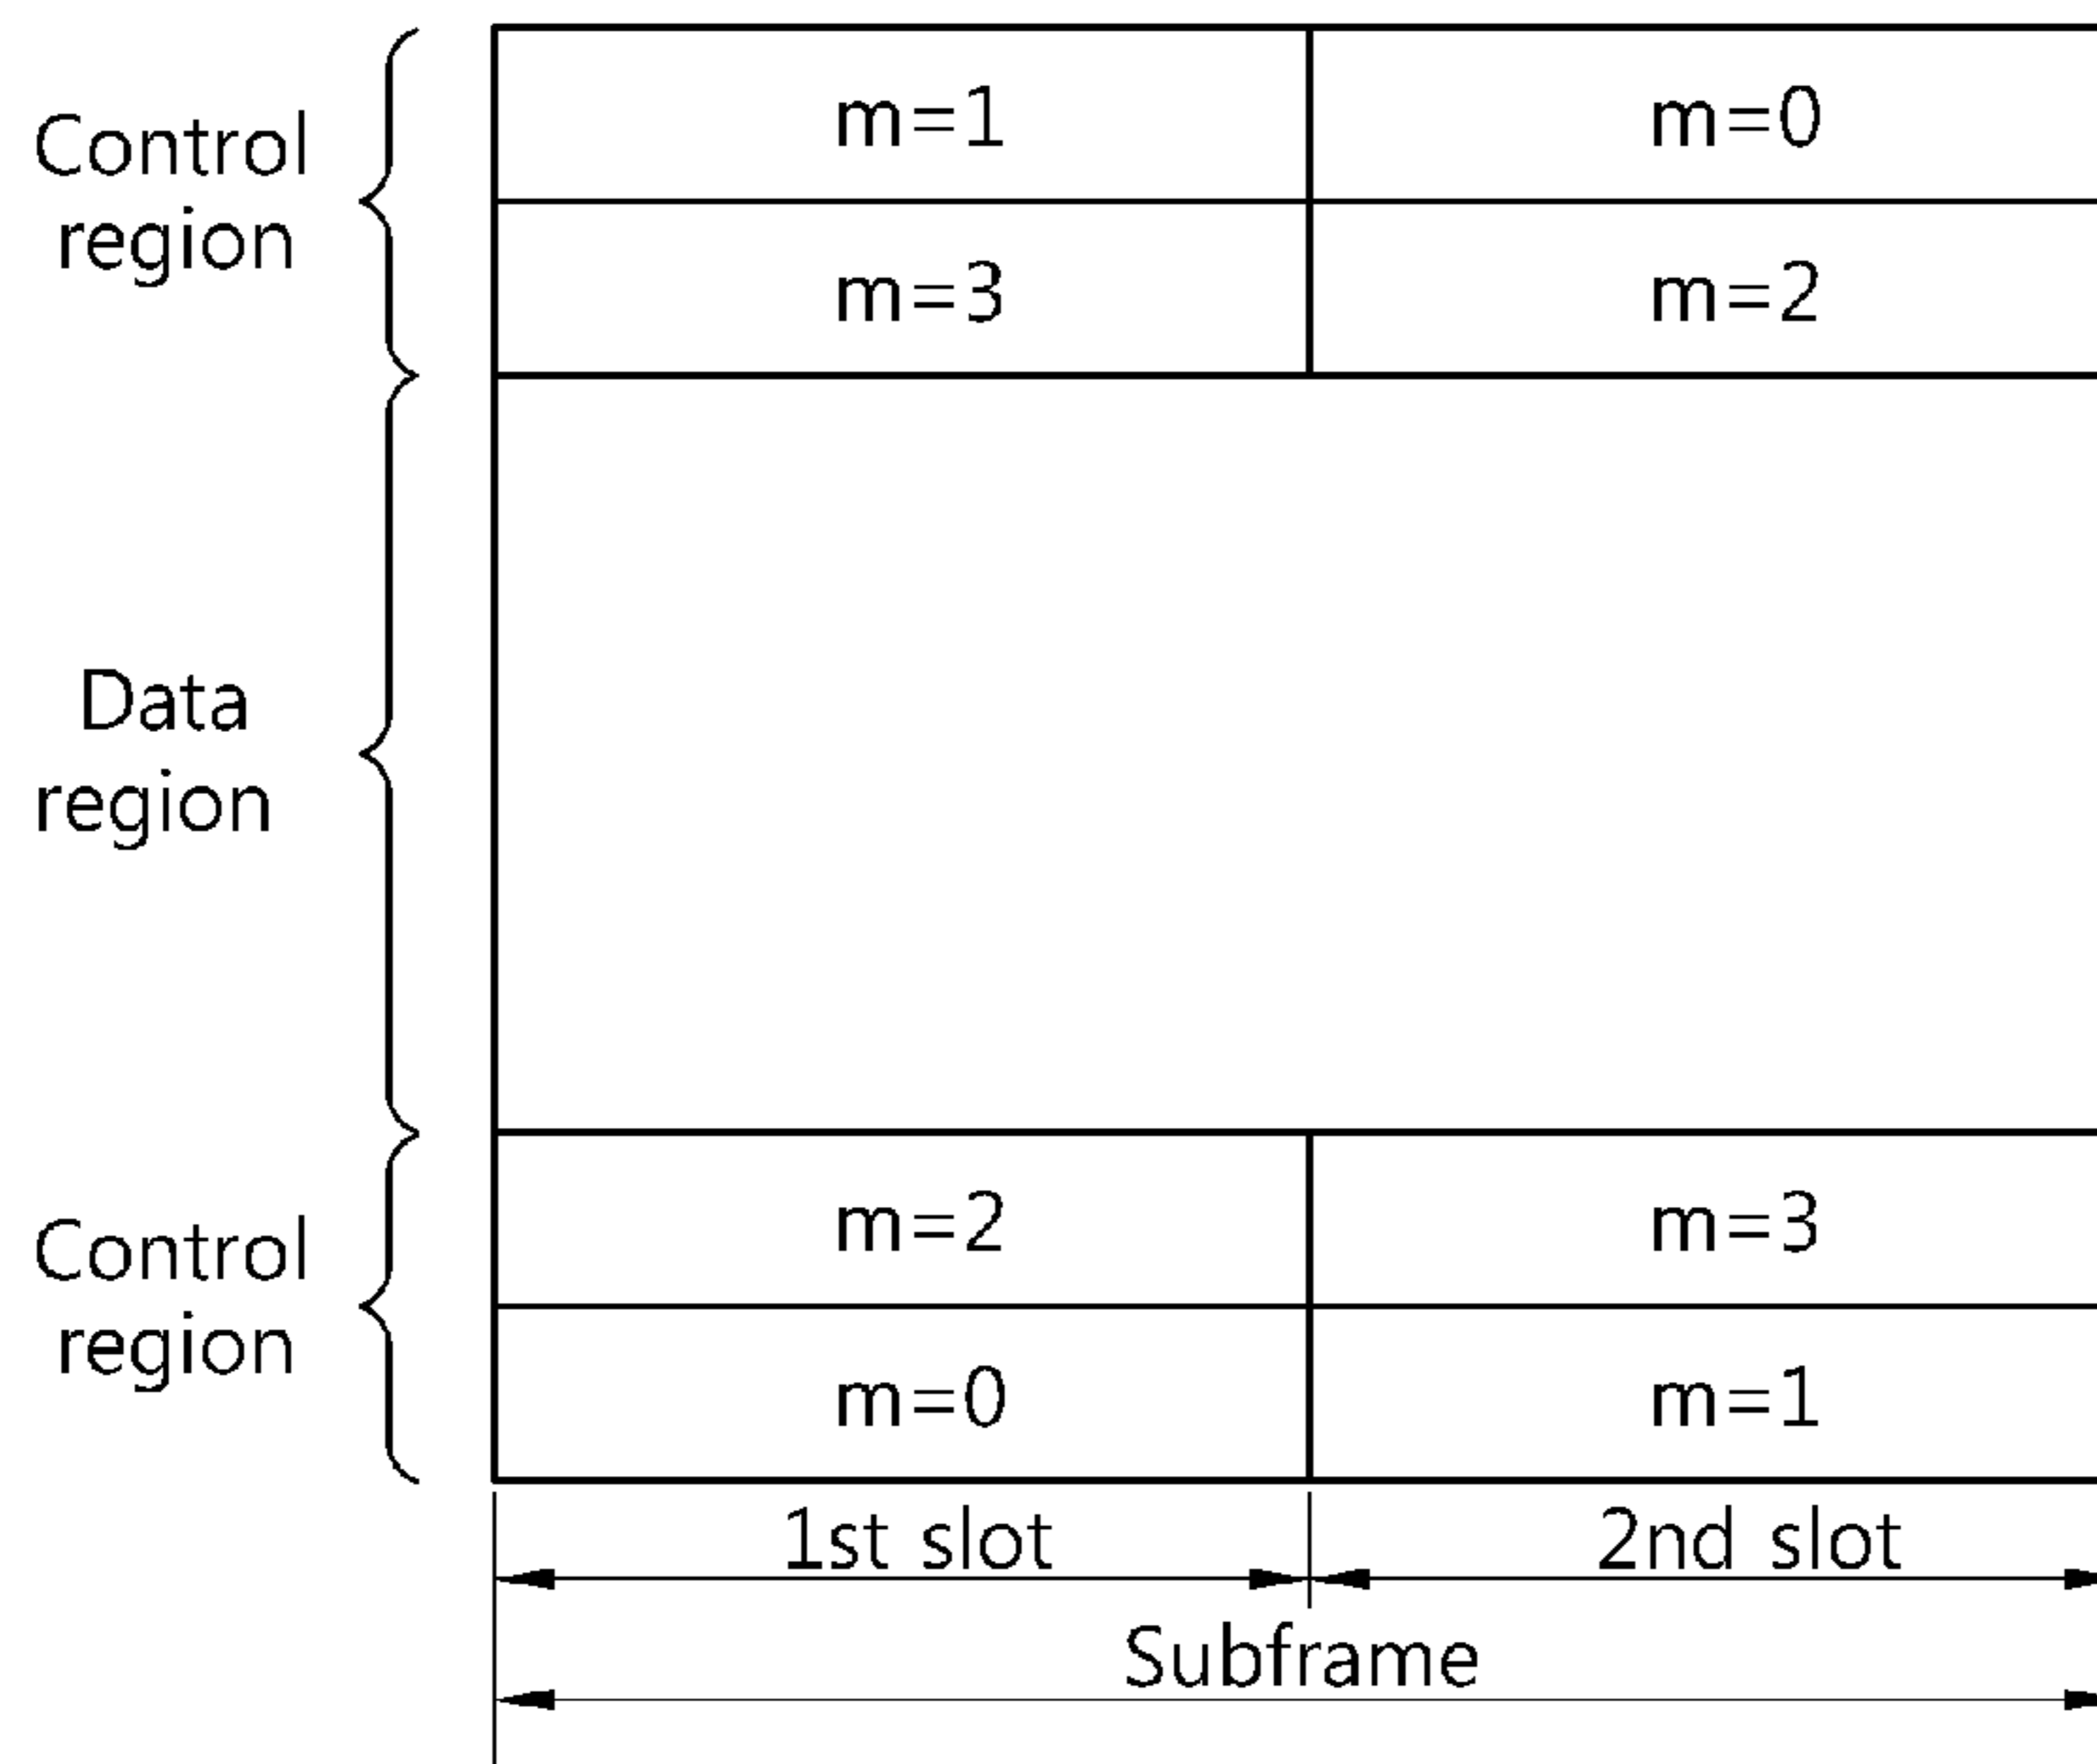 Control
region
m=1
m=0
m=3
m=2
Data
region
Control
region
m=2
m=3
m=0
m=1
1st slot
2nd slot
Subframe